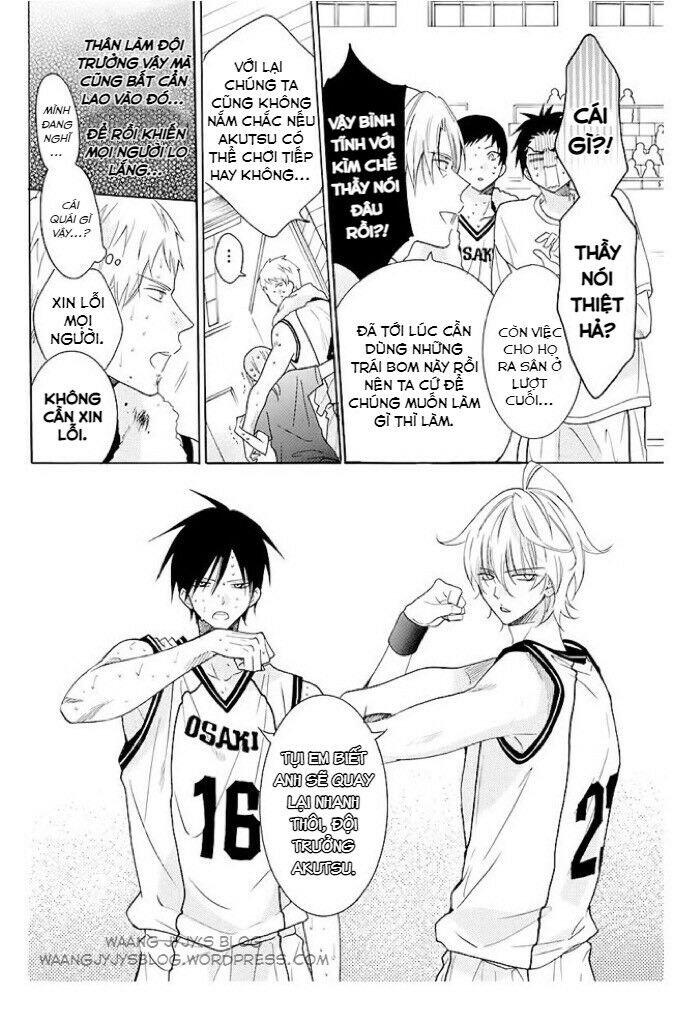 CÁI
GÌ?!
THẦY
NÓI
THIỆT
HẢ?
VẬY BÌNH
TĨNH VỚI
KÌM CHẾ
THẦY NÓI
ĐÂU
RỒI?!
OSAKI
CÒN VIỆC
CHO HỌ
RA SÂN Ở
LƯỢT
CUỐI...
ĐÃ TỚI LÚC CẦN
DÙNG NHỮNG
TRÁI BOM NÀY RỒI
NÊN TA CỨ ĐỂ
CHÚNG MUỐN LÀM
GÌ THÌ LÀM.
VỚI LẠI
CHÚNG TA
CŨNG KHÔNG
NẮM CHẮC NẾU
AKUTSU CÓ
THỂ CHƠI TIẾP
HAY KHÔNG...
...
THÂN LÀM ĐỘI
TRƯỞNG VẬY MÀ
CŨNG BẤT CẨN
LAO VÀO ĐÓ...
ĐỂ RỒI KHIẾN
MỌI NGƯỜI LO
LẮNG...
MÌNH
ĐANG
NGHĨ
...
CÁI
QUÁI GÌ
VẬY...?
XIN LỖI
MỌI
NGƯỜI.
KHÔNG
CẦN XIN
LỖI.
OSAKI
16
TỤI EM BIẾT
ANH SẼ QUAY
LẠI NHANH
THÔI, ĐỘI
TRƯỞNG
AKUTSU.
WAANG JYJYS BLOG
WAANGJYJYSBLOG.WORDPRESS.COM